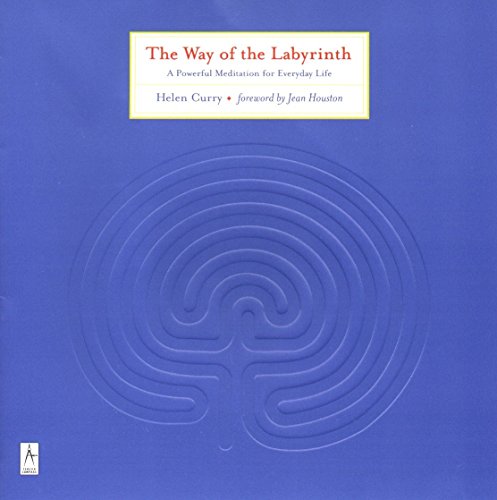 The Way of the Labyrinth
A Powerful Meditation for Everyday Life
Helen Curry • foreword by Jean Houston